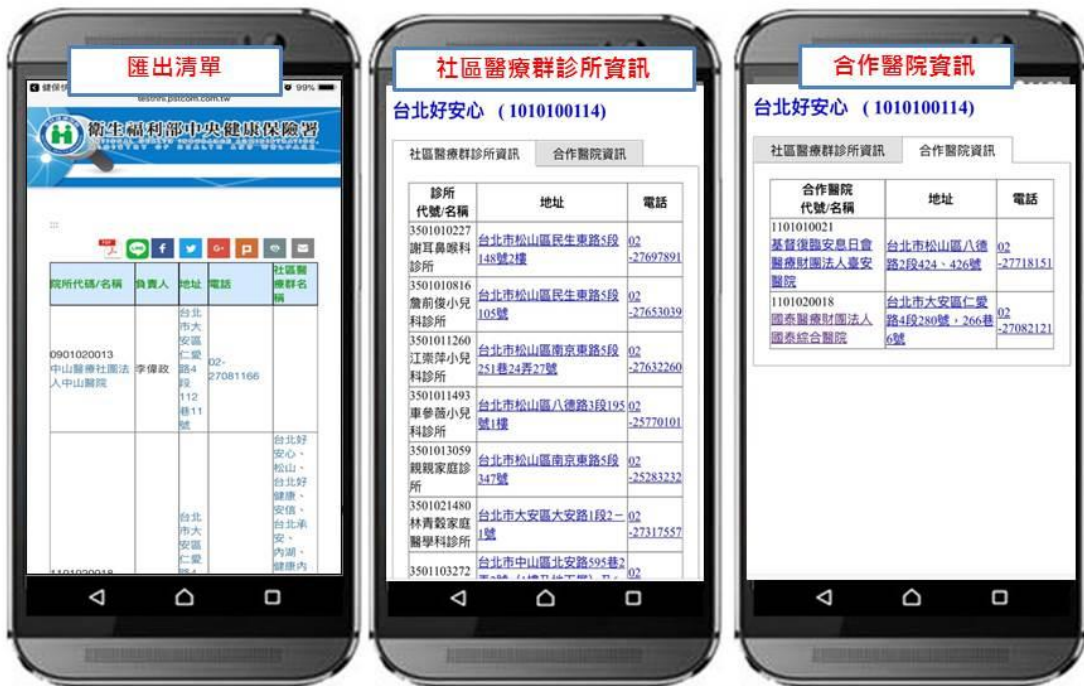 匯出清單
99%
testnhi.pstcom.com.tw
衛生福利部中央健康保險署
NATIONAL HEALTH INSURANCE ADMINISTRATION,
MINISTRY OF HEALTH AND WELFARE
院所代碼/名稱 負責人 地址 電話 社區醫
療群名
稱
0901020013
中山醫療社團法
人中山醫院
李偉政
台北
市大
安區
仁愛
路4
段
112
巷11
號
02-
27081166
1101020018
台北
市大
安區
仁愛
路4
台北好
安心、
松山、
台北好
健康、
安信、
台北承
安、
內湖、
健康內
社區醫療群診所資訊
台北好安心 (1010100114)
社區醫療群診所資訊 合作醫院資訊
診所
代號/名稱
地址 電話
3501010227
謝耳鼻喉科
診所
台北市松山區民生東路5段
148號2樓
02
-27697891
3501010816
詹前俊小兒
科診所
台北市松山區民生東路5段
105號
02
-27653039
3501011260
江崇萍小兒
科診所
台北市松山區南京東路5段
251巷24弄27號
02
-27632260
3501011493
車參薔小兒
科診所
台北市松山區八德路3段195
號1樓
02
-25770101
3501013059
親親家庭診
所
台北市松山區南京東路5段
347號
02
-25283232
3501021480
林青穀家庭
醫學科診所
台北市大安區大安路1段2－
1號
02
-27317557
3501103272
台北市中山區北安路595巷2
02
合作醫院資訊
台北好安心 (1010100114)
社區醫療群診所資訊 合作醫院資訊
合作醫院
代號/名稱
地址 電話
1101010021
基督復臨安息日會
醫療財團法人臺安
醫院
台北市松山區八德
路2段424、426號
02
-27718151
1101020018
國泰醫療財團法人
國泰綜合醫院
台北市大安區仁愛
路4段280號，266巷
6號
02
-27082121